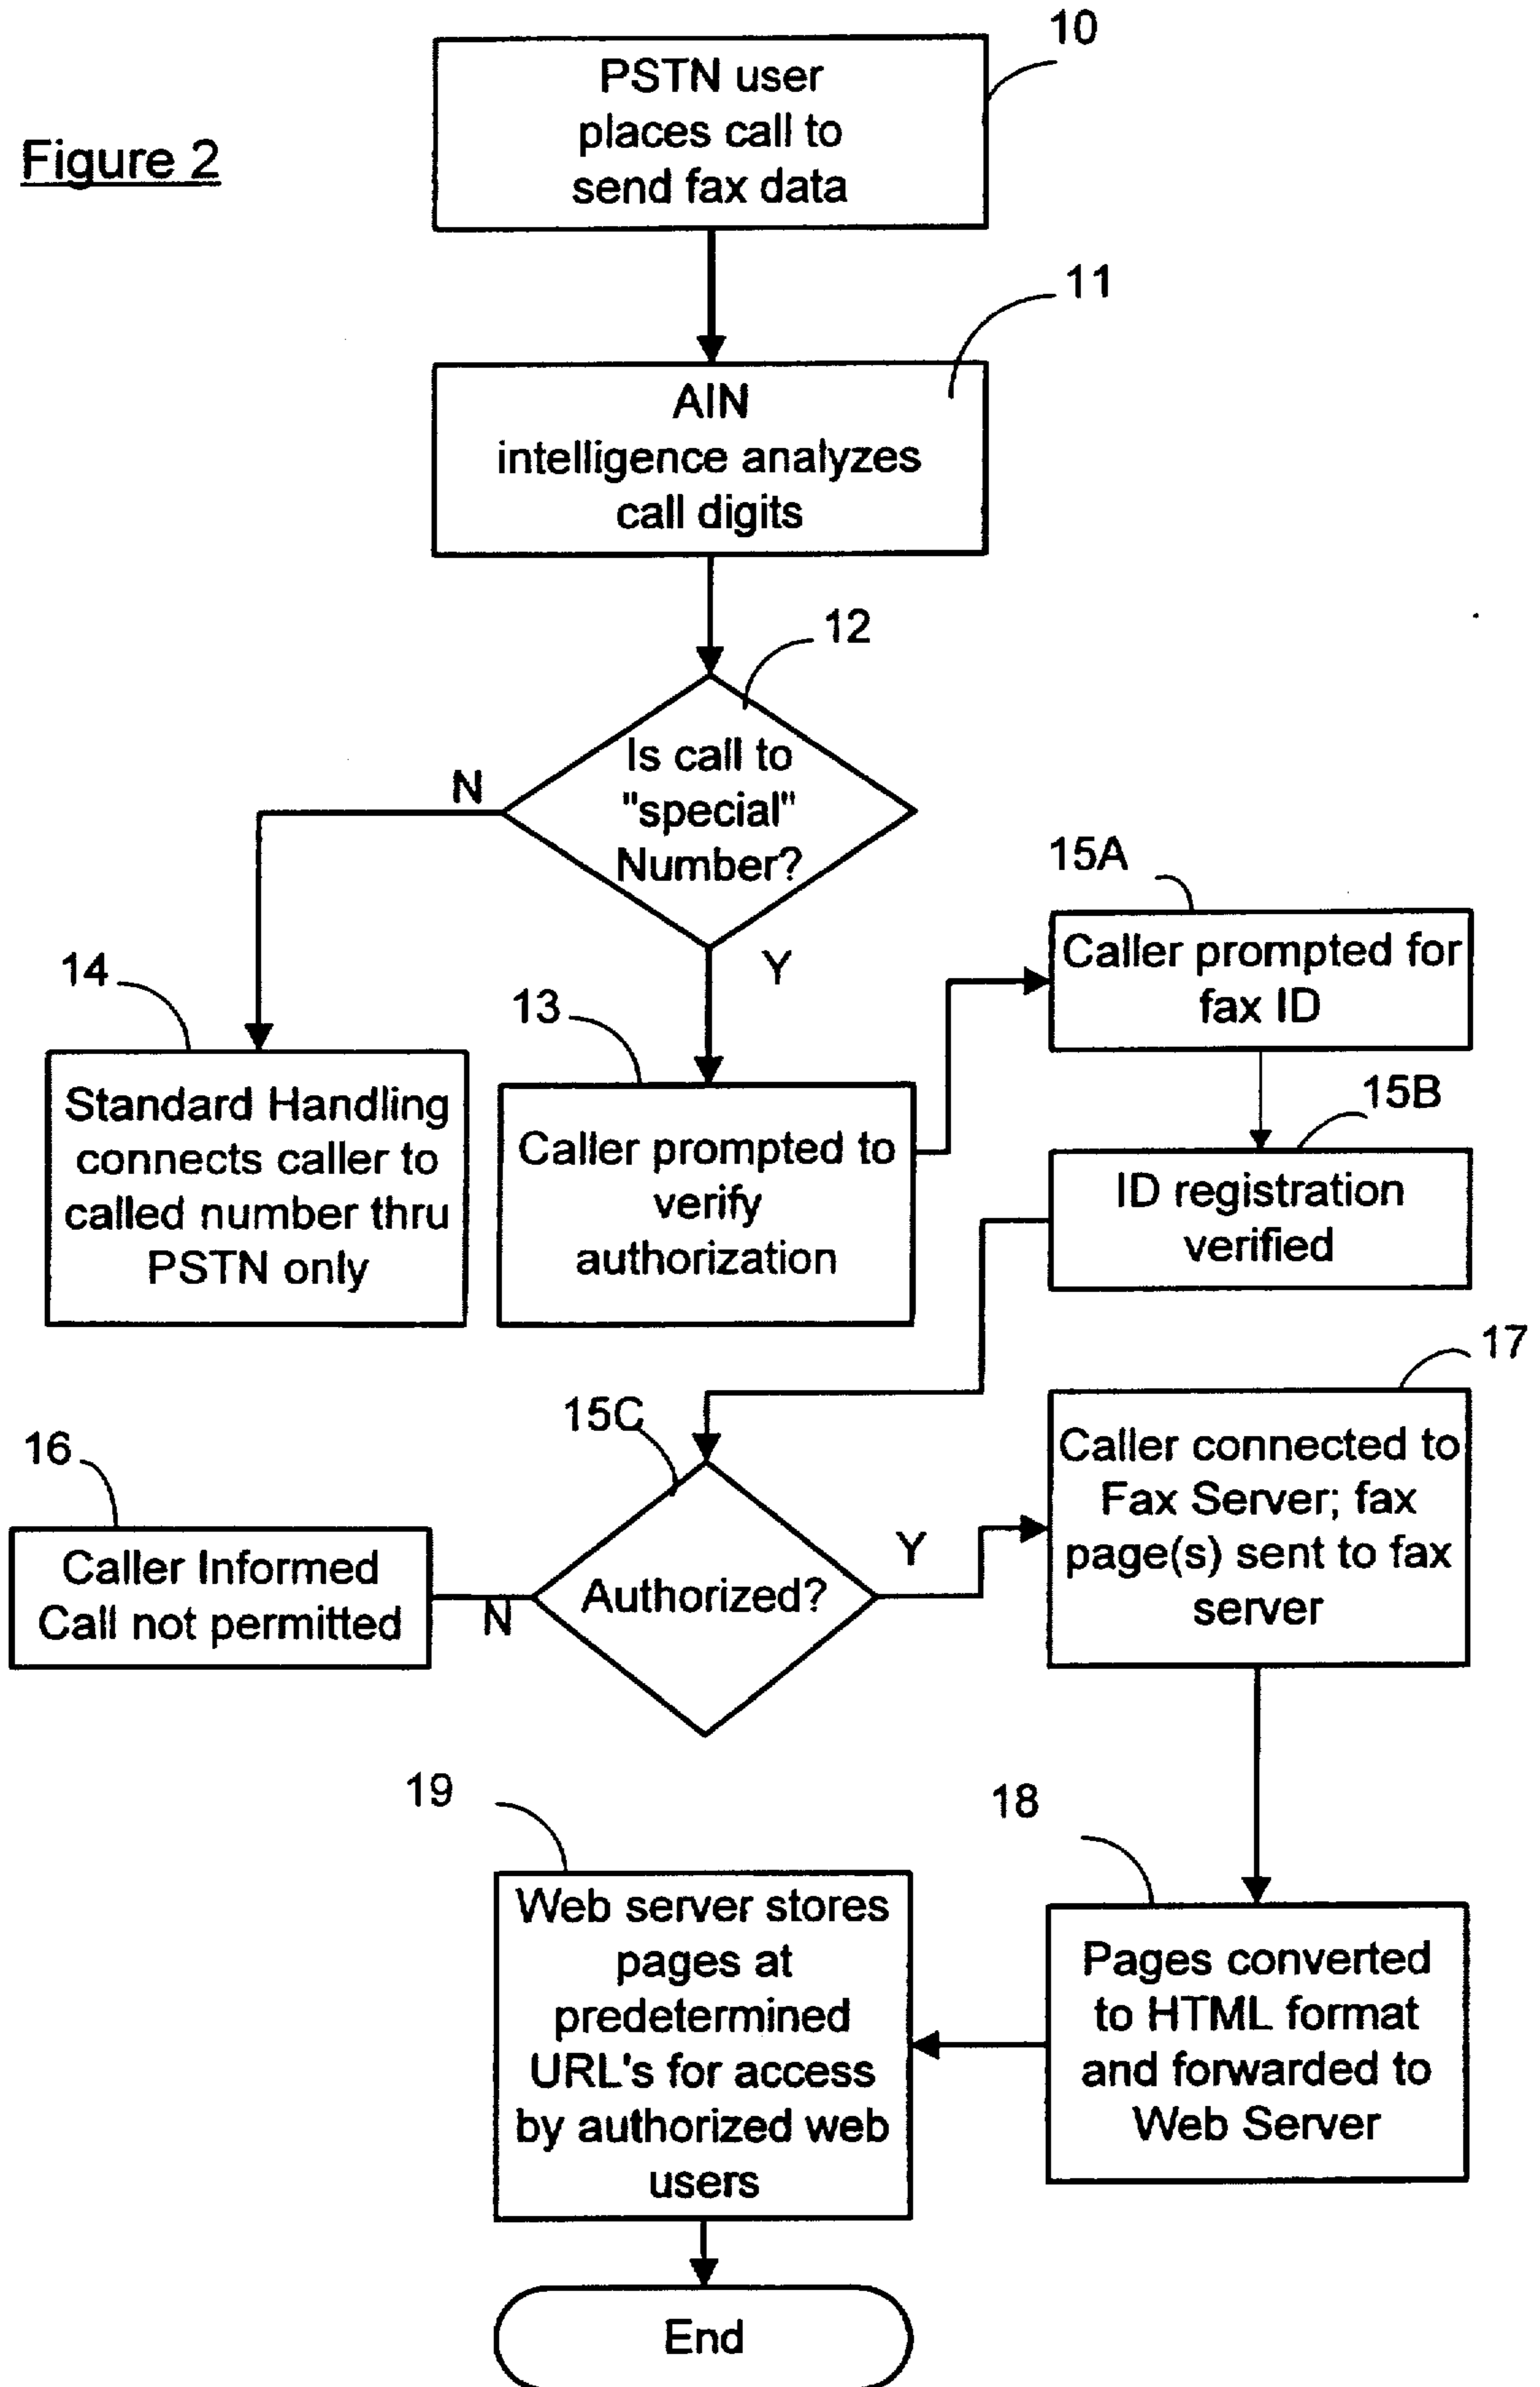 Figure 2
10
PSTN user
places call to
send fax data
11
AIN
intelligence analyzes
call digits
12
Is call to
"special"
Number?
N
Y
14
Standard Handling
connects caller to
called number thru
PSTN only
13
Caller prompted to
verify
authorization
15A
Caller prompted for
fax ID
15B
ID registration
verified
15C
Authorized?
N
Y
16
Caller Informed
Call not permitted
17
Caller connected to
Fax Server; fax
page(s) sent to fax
server
18
Pages converted
to HTML format
and forwarded to
Web Server
19
Web server stores
pages at
predetermined
URL's for access
by authorized web
users
End